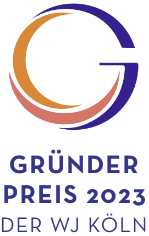 GRÜNDER
PREIS 2023
DER WJ KÖLN